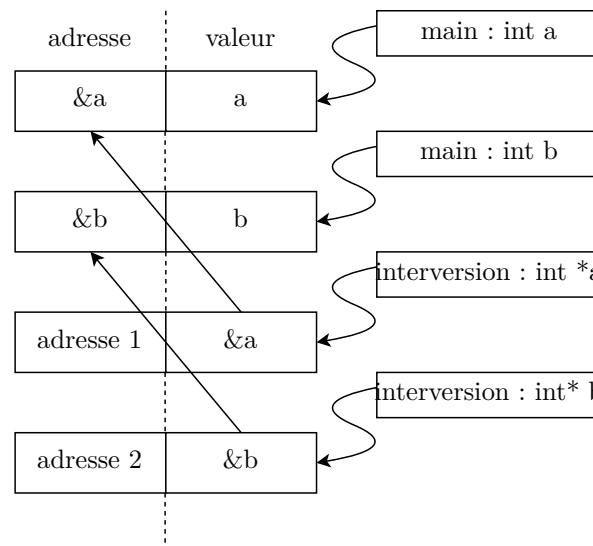 adresse valeur main : int a
&a a
main : int b
&b b
interversion : int *a
adresse 1 &a
interversion : int* b
adresse 2 &b